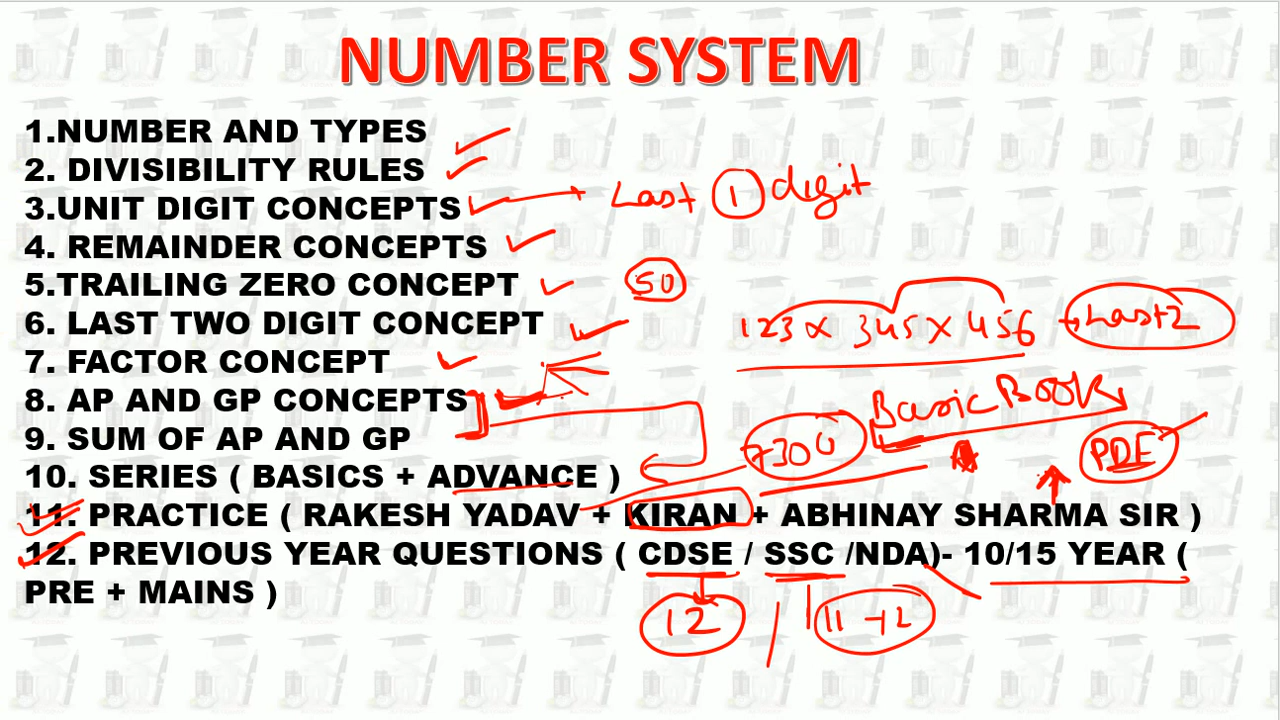 NUMBER SYSTEM
1.NUMBER AND TYPES
2. DIVISIBILITY RULES
3.UNIT DIGIT CONCEPTS → Last 1 digit
4. REMAINDER CONCEPTS
5.TRAILING ZERO CONCEPT 50
6. LAST TWO DIGIT CONCEPT 123 x 345 x 456 → Last 2
7. FACTOR CONCEPT
8. AP AND GP CONCEPTS Basic Book
9. SUM OF AP AND GP 7300 PDF
10. SERIES ( BASICS + ADVANCE )
11. PRACTICE ( RAKESH YADAV + KIRAN + ABHINAY SHARMA SIR )
12. PREVIOUS YEAR QUESTIONS ( CDSE / SSC /NDA)- 10/15 YEAR (
PRE + MAINS )
12 / 11-12